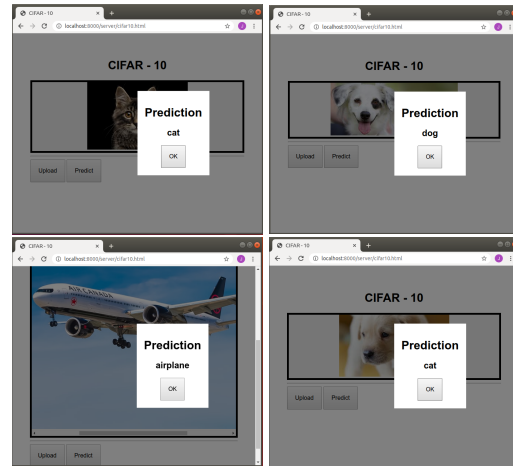 CIFAR - 10
localhost:8000/server/cifar10.html
CIFAR - 10
Prediction
cat
OK
Upload
Predict
CIFAR - 10
localhost:8000/server/cifar10.html
CIFAR - 10
Prediction
dog
OK
Upload
Predict
CIFAR - 10
localhost:8000/server/cifar10.html
AIR CANADA
Prediction
airplane
OK
Upload
Predict
CIFAR - 10
localhost:8000/server/cifar10.html
CIFAR - 10
Prediction
cat
OK
Upload
Predict